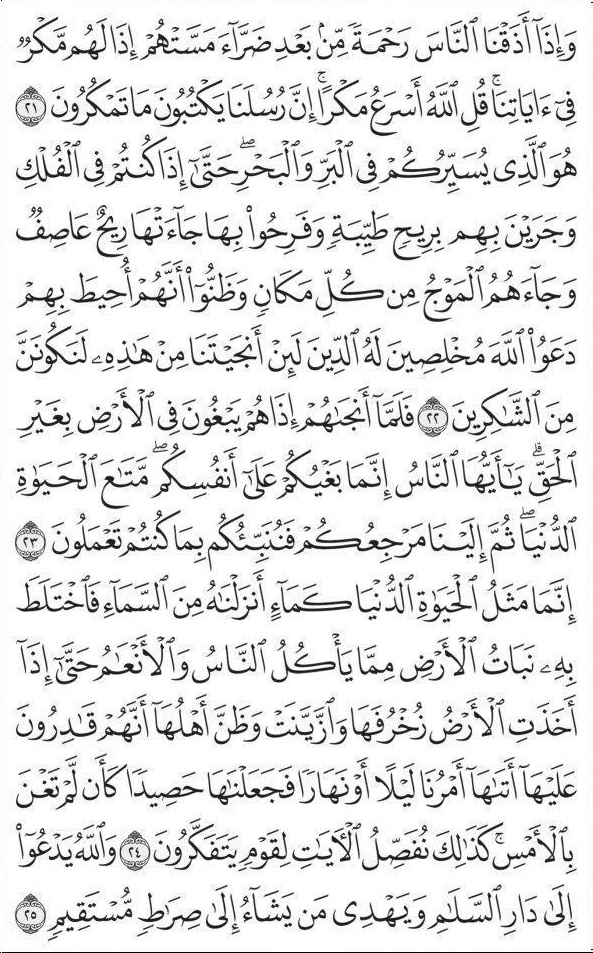 وَإِذَآ أَذَقْنَا ٱلنَّاسَ رَحْمَةً مِّنۢ بَعْدِ ضَرَّآءَ مَسَّتْهُمْ إِذَا لَهُم مَّكْرٌ
فِىٓ ءَايَاتِنَا ۚ قُلِ ٱللَّهُ أَسْرَعُ مَكْرًا ۚ إِنَّ رُسُلَنَا يَكْتُبُونَ مَا تَمْكُرُونَ ٢١
هُوَ ٱلَّذِى يُسَيِّرُكُمْ فِى ٱلْبَرِّ وَٱلْبَحْرِ ۖ حَتَّىٰٓ إِذَا كُنتُمْ فِى ٱلْفُلْكِ
وَجَرَيْنَ بِهِم بِرِيحٍ طَيِّبَةٍ وَفَرِحُوا۟ بِهَا جَآءَتْهَا رِيحٌ عَاصِفٌ
وَجَآءَهُمُ ٱلْمَوْجُ مِن كُلِّ مَكَانٍ وَظَنُّوٓا۟ أَنَّهُمْ أُحِيطَ بِهِمْ
دَعَوُا۟ ٱللَّهَ مُخْلِصِينَ لَهُ ٱلدِّينَ لَئِنْ أَنجَيْتَنَا مِنْ هَٰذِهِۦ لَنَكُونَنَّ
مِنَ ٱلشَّٰكِرِينَ ٢٢ فَلَمَّآ أَنجَىٰهُمْ إِذَا هُمْ يَبْغُونَ فِى ٱلْأَرْضِ بِغَيْرِ
ٱلْحَقِّ ۗ يَٰٓأَيُّهَا ٱلنَّاسُ إِنَّمَا بَغْيُكُمْ عَلَىٰٓ أَنفُسِكُم ۖ مَّتَٰعَ ٱلْحَيَوٰةِ
ٱلدُّنْيَا ۖ ثُمَّ إِلَيْنَا مَرْجِعُكُمْ فَنُنَبِّئُكُم بِمَا كُنتُمْ تَعْمَلُونَ ٢٣
إِنَّمَا مَثَلُ ٱلْحَيَوٰةِ ٱلدُّنْيَا كَمَآءٍ أَنزَلْنَٰهُ مِنَ ٱلسَّمَآءِ فَٱخْتَلَطَ
بِهِۦ نَبَاتُ ٱلْأَرْضِ مِمَّا يَأْكُلُ ٱلنَّاسُ وَٱلْأَنْعَٰمُ حَتَّىٰٓ إِذَآ
أَخَذَتِ ٱلْأَرْضُ زُخْرُفَهَا وَٱزَّيَّنَتْ وَظَنَّ أَهْلُهَآ أَنَّهُمْ قَٰدِرُونَ
عَلَيْهَآ أَتَىٰهَآ أَمْرُنَا لَيْلًا أَوْ نَهَارًا فَجَعَلْنَٰهَا حَصِيدًا كَأَن لَّمْ تَغْنَ
بِٱلْأَمْسِ ۚ كَذَٰلِكَ نُفَصِّلُ ٱلْءَايَٰتِ لِقَوْمٍ يَتَفَكَّرُونَ ٢٤ وَٱللَّهُ يَدْعُوٓا۟
إِلَىٰ دَارِ ٱلسَّلَٰمِ وَيَهْدِى مَن يَشَآءُ إِلَىٰ صِرَٰطٍ مُّسْتَقِيمٍ ٢٥